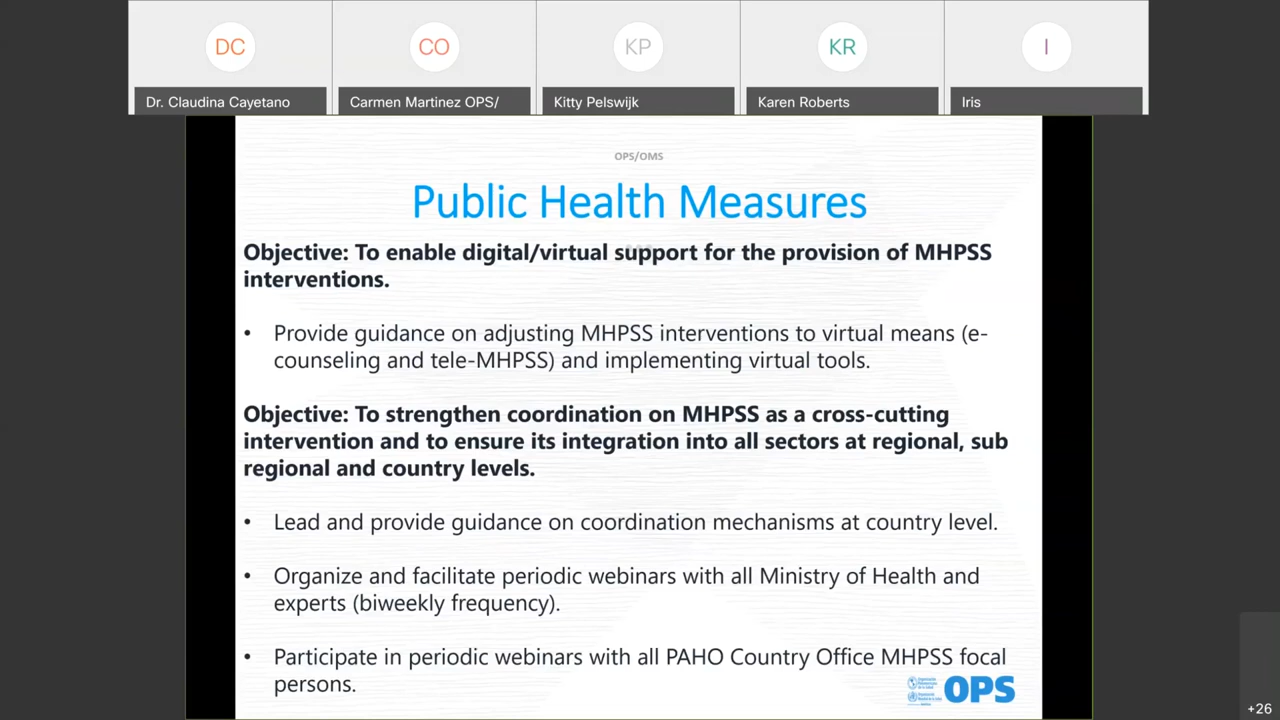 DC
CO
KP
KR
I
Dr. Claudina Cayetano
Carmen Martinez OPS/
Kitty Pelswijk
Karen Roberts
Iris
OPS/OMS
Public Health Measures
Objective: To enable digital/virtual support for the provision of MHPSS
interventions.
• Provide guidance on adjusting MHPSS interventions to virtual means (e-
counseling and tele-MHPSS) and implementing virtual tools.
Objective: To strengthen coordination on MHPSS as a cross-cutting
intervention and to ensure its integration into all sectors at regional, sub
regional and country levels.
• Lead and provide guidance on coordination mechanisms at country level.
• Organize and facilitate periodic webinars with all Ministry of Health and
experts (biweekly frequency).
• Participate in periodic webinars with all PAHO Country Office MHPSS focal
persons.
OPS
+26